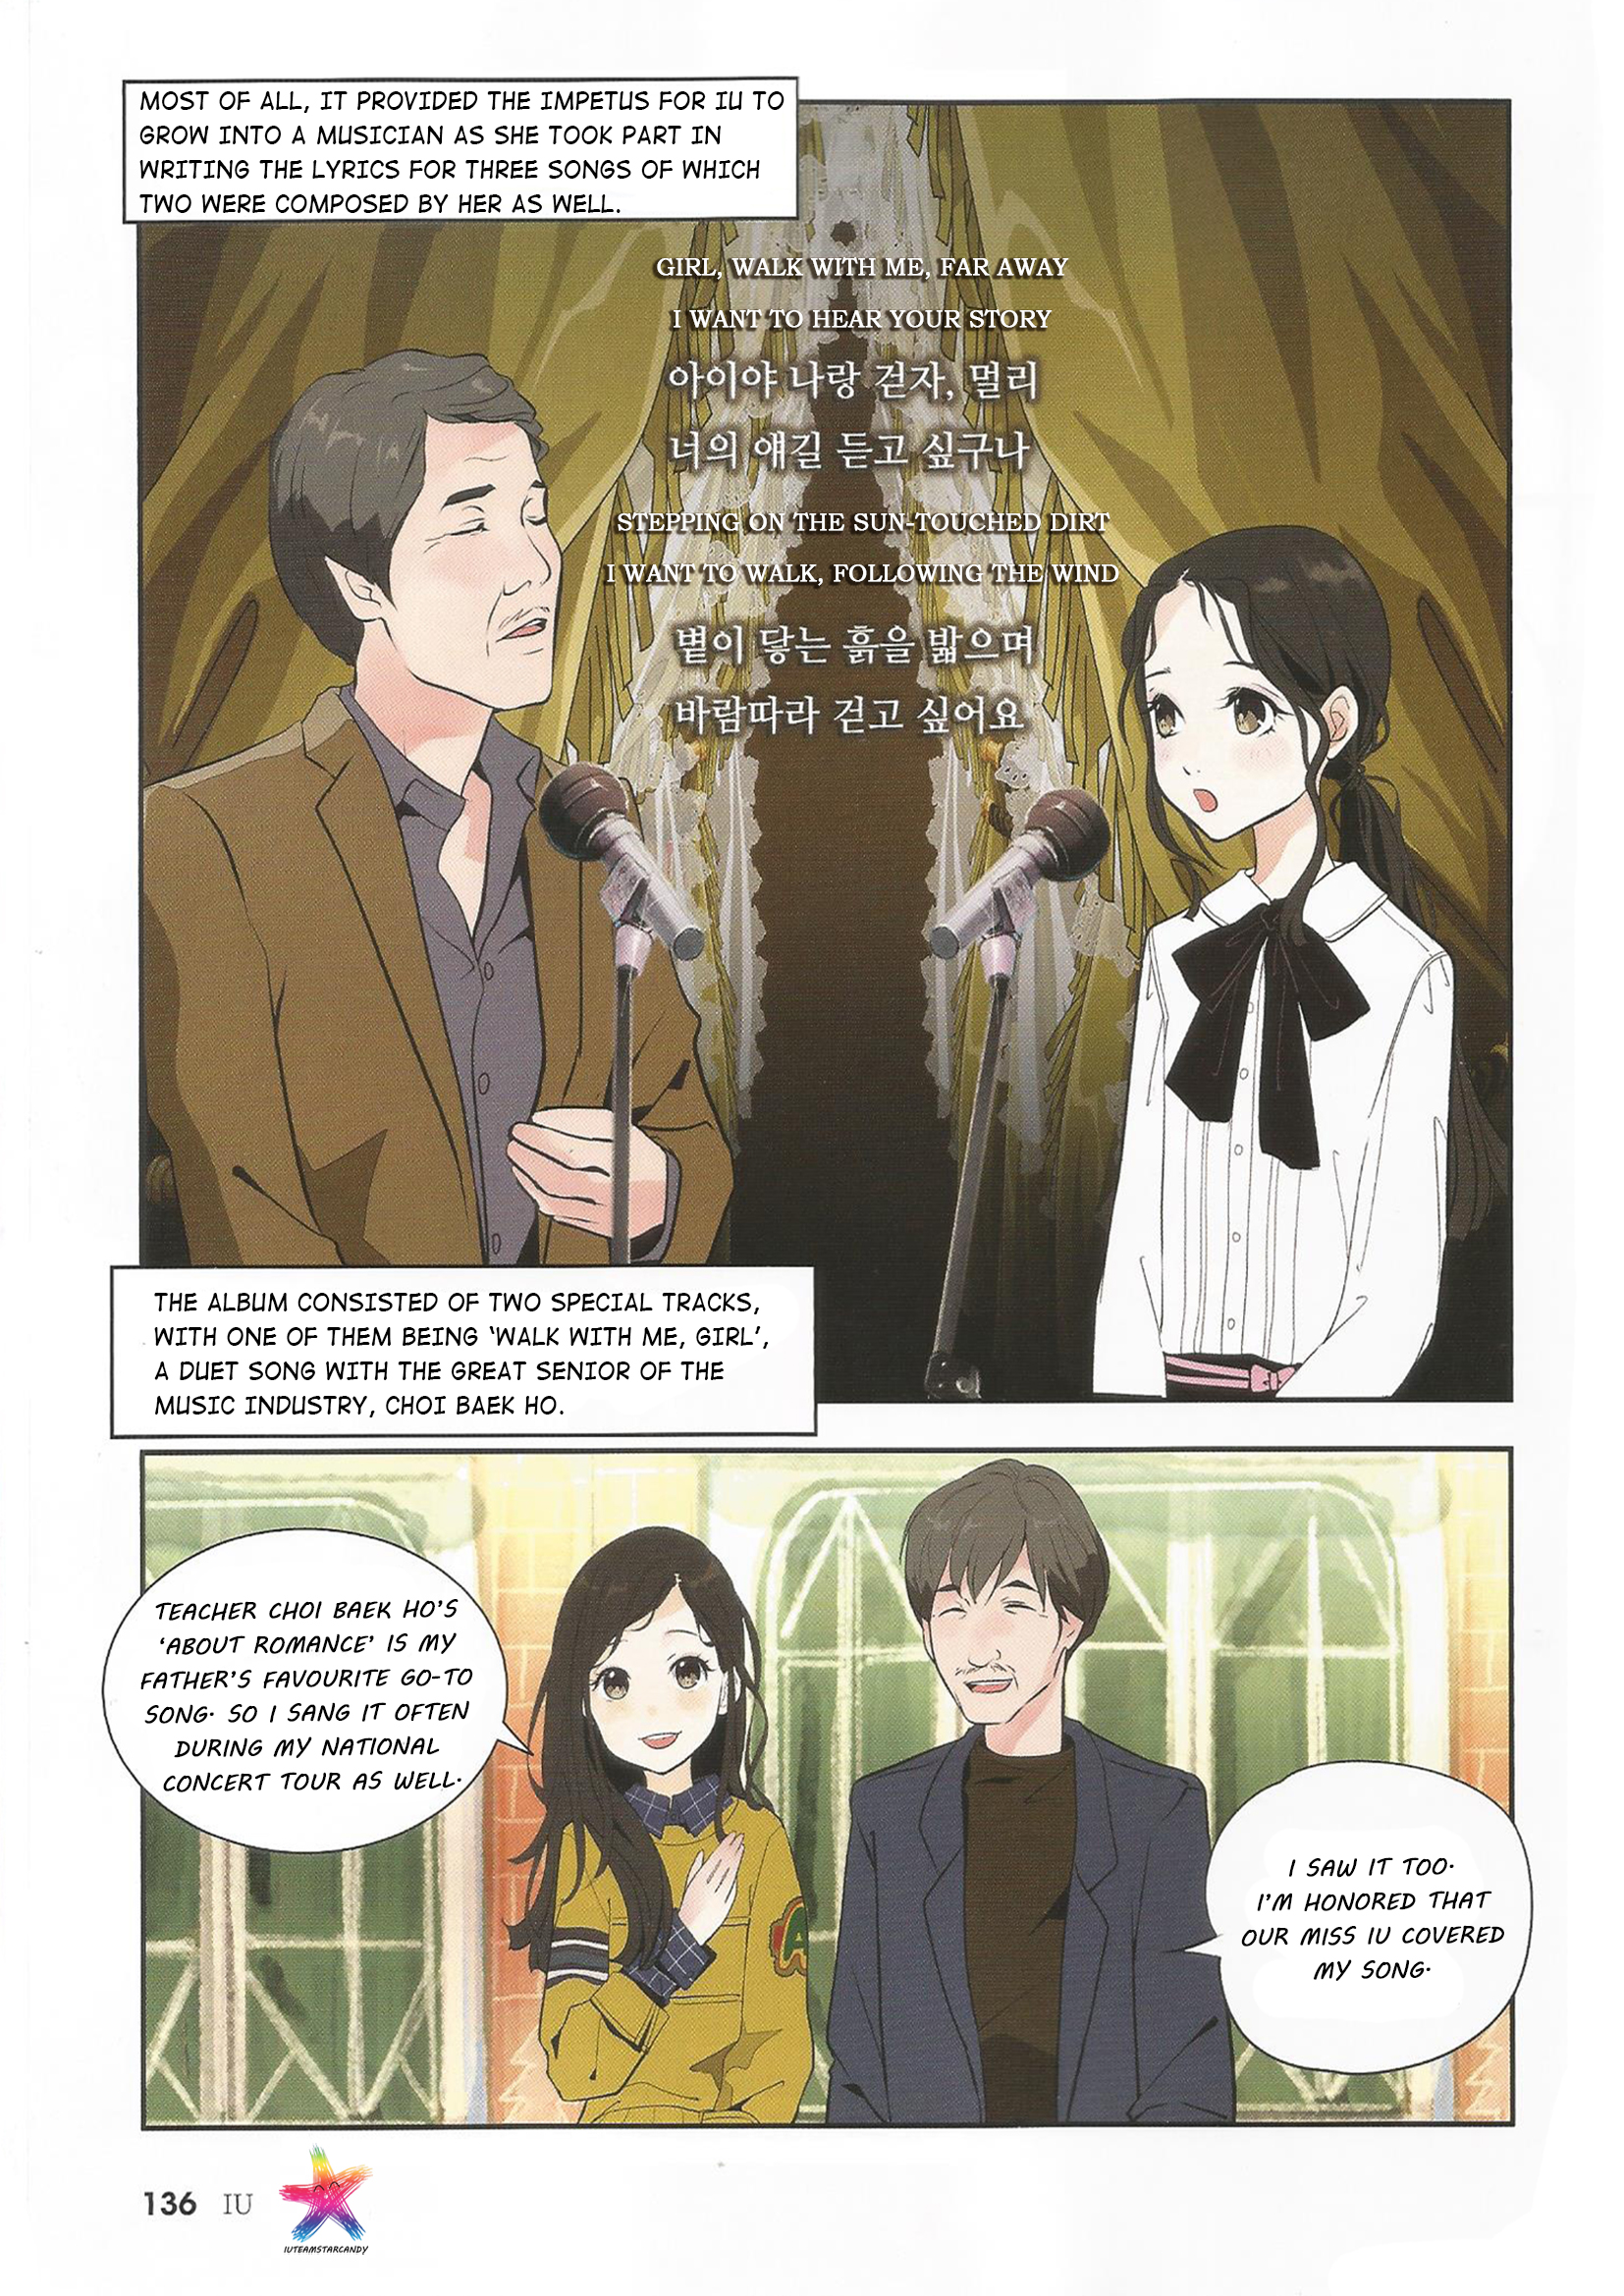 MOST OF ALL, IT PROVIDED THE IMPETUS FOR IU TO
GROW INTO A MUSICIAN AS SHE TOOK PART IN
WRITING THE LYRICS FOR THREE SONGS OF WHICH
TWO WERE COMPOSED BY HER AS WELL.
GIRL, WALK WITH ME, FAR AWAY
I WANT TO HEAR YOUR STORY
아이야 나랑 걷자, 멀리
너의 얘길 듣고 싶구나
STEPPING ON THE SUN-TOUCHED DIRT
I WANT TO WALK, FOLLOWING THE WIND
볕이 닿는 흙을 밟으며
바람따라 걷고 싶어요
THE ALBUM CONSISTED OF TWO SPECIAL TRACKS,
WITH ONE OF THEM BEING ‘WALK WITH ME, GIRL’,
A DUET SONG WITH THE GREAT SENIOR OF THE
MUSIC INDUSTRY, CHOI BAEK HO.
TEACHER CHOI BAEK HO’S
‘ABOUT ROMANCE’ IS MY
FATHER’S FAVOURITE GO-TO
SONG. SO I SANG IT OFTEN
DURING MY NATIONAL
CONCERT TOUR AS WELL.
I SAW IT TOO.
I’M HONORED THAT
OUR MISS IU COVERED
MY SONG.
A
136 IU
IUTEAMSTARCANDY